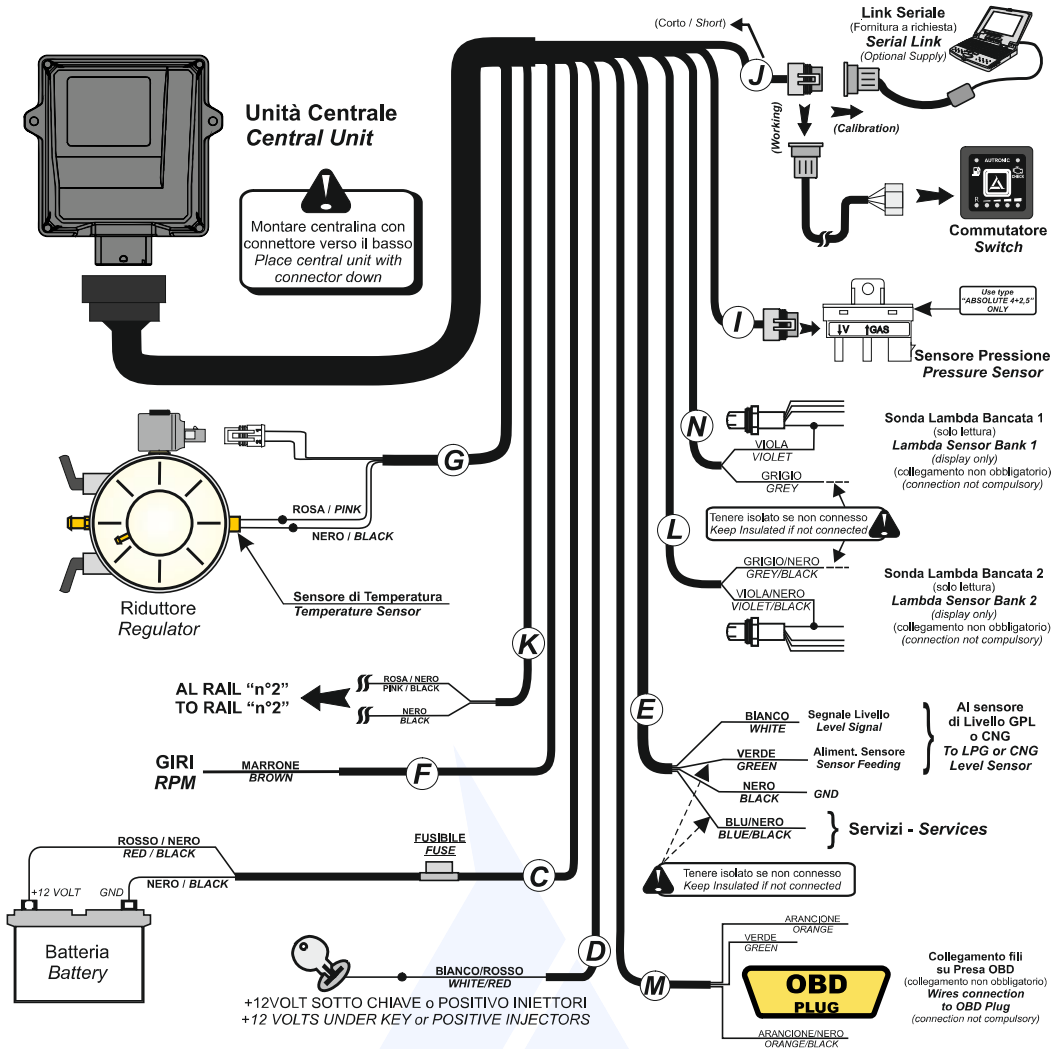 (Corto / Short)
J
Link Seriale
(Fornitura a richiesta)
Serial Link
(Optional Supply)
Unità Centrale
Central Unit
(Working)
(Calibration)
Montare centralina con
connettore verso il basso
Place central unit with
connector down
AUTRONIC
CHECK
R
Commutatore
Switch
I
Use type
"ABSOLUTE 4+2,5"
ONLY
↓V ↑GAS
Sensore Pressione
Pressure Sensor
N
VIOLA
VIOLET
GRIGIO
GREY
Sonda Lambda Bancata 1
(solo lettura)
Lambda Sensor Bank 1
(display only)
(collegamento non obbligatorio)
(connection not compulsory)
G
ROSA / PINK
NERO / BLACK
Sensore di Temperatura
Temperature Sensor
Riduttore
Regulator
Tenere isolato se non connesso
Keep Insulated if not connected
L
GRIGIO/NERO
GREY/BLACK
VIOLA/NERO
VIOLET/BLACK
Sonda Lambda Bancata 2
(solo lettura)
Lambda Sensor Bank 2
(display only)
(collegamento non obbligatorio)
(connection not compulsory)
K
AL RAIL "n°2"
TO RAIL "n°2"
ROSA / NERO
PINK / BLACK
NERO
BLACK
E
BIANCO
WHITE
Segnale Livello
Level Signal
VERDE
GREEN
Aliment. Sensore
Sensor Feeding
NERO
BLACK
GND
BLU/NERO
BLUE/BLACK
Servizi - Services
Al sensore
di Livello GPL
o CNG
To LPG or CNG
Level Sensor
GIRI
RPM
MARRONE
BROWN
F
ROSSO / NERO
RED / BLACK
NERO / BLACK
FUSIBILE
FUSE
C
+12 VOLT
GND
Batteria
Battery
Tenere isolato se non connesso
Keep Insulated if not connected
D
BIANCO/ROSSO
WHITE/RED
+12VOLT SOTTO CHIAVE o POSITIVO INIETTORI
+12 VOLTS UNDER KEY or POSITIVE INJECTORS
M
ARANCIONE
ORANGE
VERDE
GREEN
OBD
PLUG
ARANCIONE/NERO
ORANGE/BLACK
Collegamento fili
su Presa OBD
(collegamento non obbligatorio)
Wires connection
to OBD Plug
(connection not compulsory)